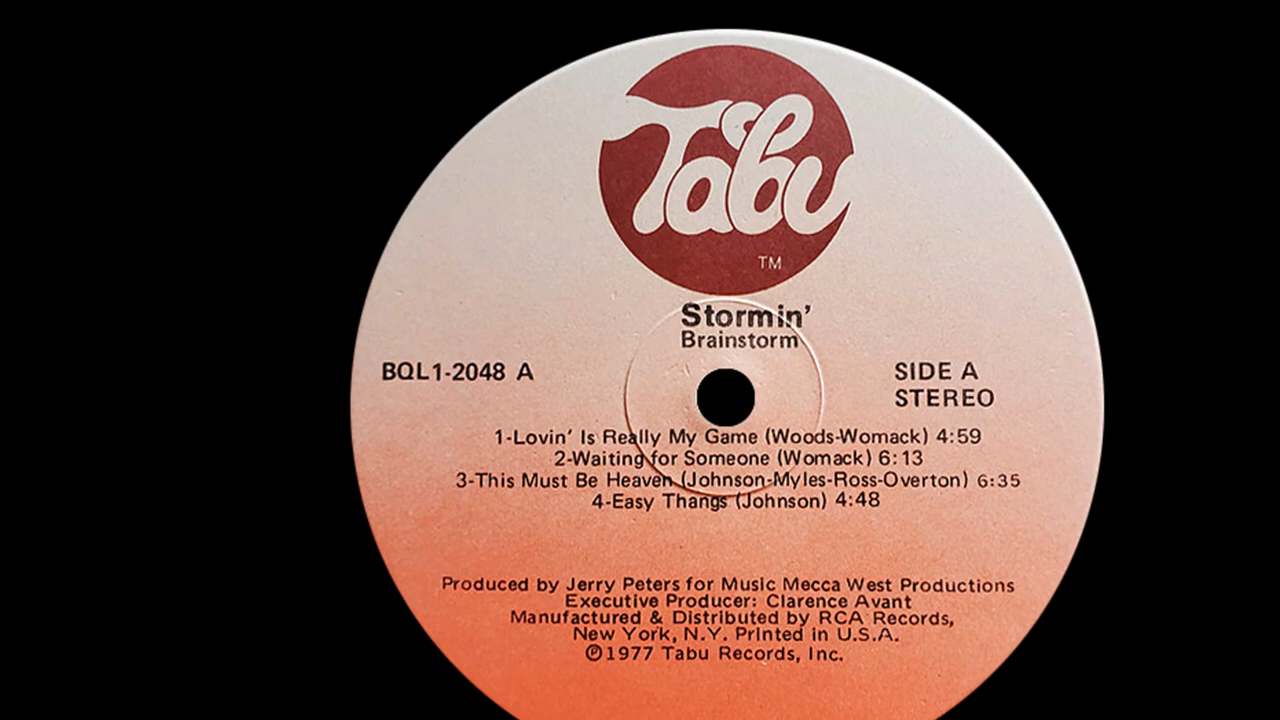 Tabu
TM
Stormin'
Brainstorm
BQL1-2048 A
SIDE A
STEREO
1-Lovin' Is Really My Game (Woods-Womack) 4:59
2-Waiting for Someone (Womack) 6:13
3-This Must Be Heaven (Johnson-Myles-Ross-Overton) 6:35
4-Easy Thangs (Johnson) 4:48
Produced by Jerry Peters for Music Mecca West Productions
Executive Producer: Clarence Avant
Manufactured & Distributed by RCA Records,
New York, N.Y. Printed in U.S.A.
℗1977 Tabu Records, Inc.